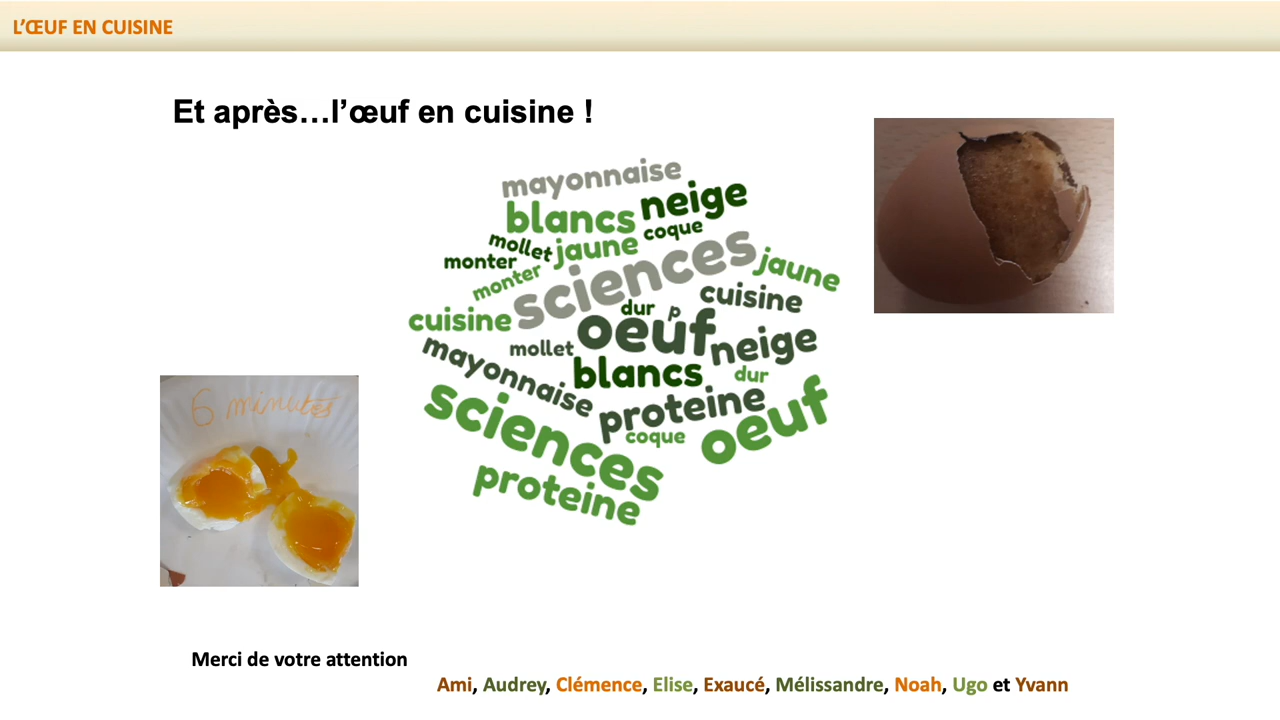 L'ŒUF EN CUISINE
Et après…l'œuf en cuisine !
mayonnaise
blancs neige
mollet jaune coque
monter sciences jaune
monter
cuisine dur p cuisine
oeuf neige
mayonnaise mollet
blancs dur
sciences proteine oeuf
coque
proteine
6 minutes
Merci de votre attention
Ami, Audrey, Clémence, Elise, Exaucé, Mélissandre, Noah, Ugo et Yvann